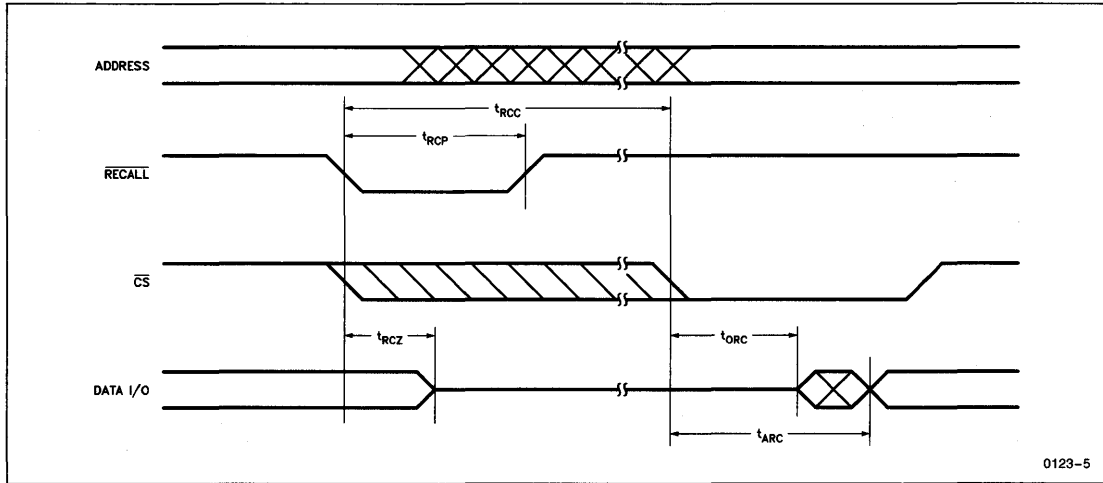 ADDRESS
tRCC
tRCP
RECALL
CS
tRCZ
tORC
DATA I/O
tARC
0123-5